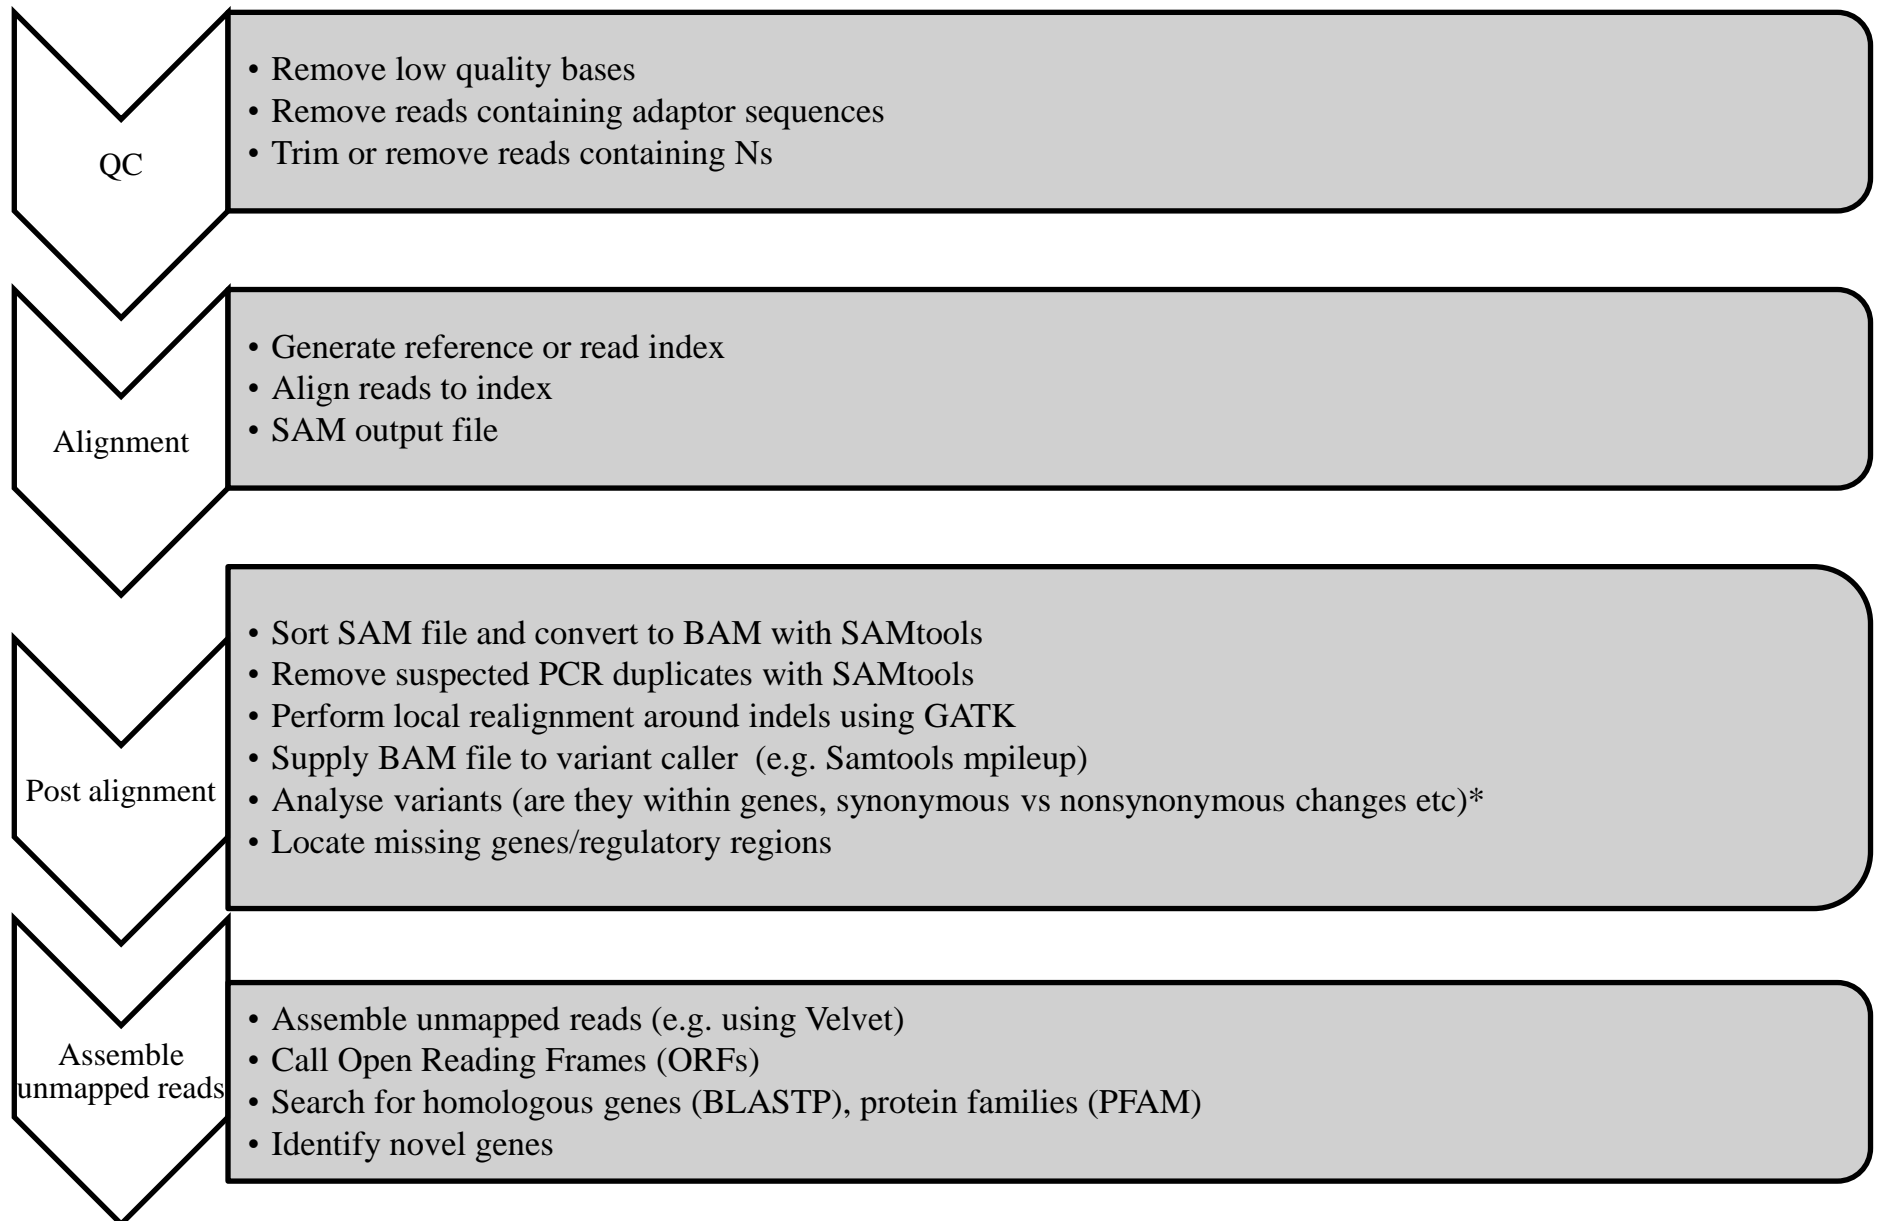 QC
• Remove low quality bases
• Remove reads containing adaptor sequences
• Trim or remove reads containing Ns
Alignment
• Generate reference or read index
• Align reads to index
• SAM output file
Post alignment
• Sort SAM file and convert to BAM with SAMtools
• Remove suspected PCR duplicates with SAMtools
• Perform local realignment around indels using GATK
• Supply BAM file to variant caller (e.g. Samtools mpileup)
• Analyse variants (are they within genes, synonymous vs nonsynonymous changes etc)*
• Locate missing genes/regulatory regions
Assemble
unmapped reads
• Assemble unmapped reads (e.g. using Velvet)
• Call Open Reading Frames (ORFs)
• Search for homologous genes (BLASTP), protein families (PFAM)
• Identify novel genes